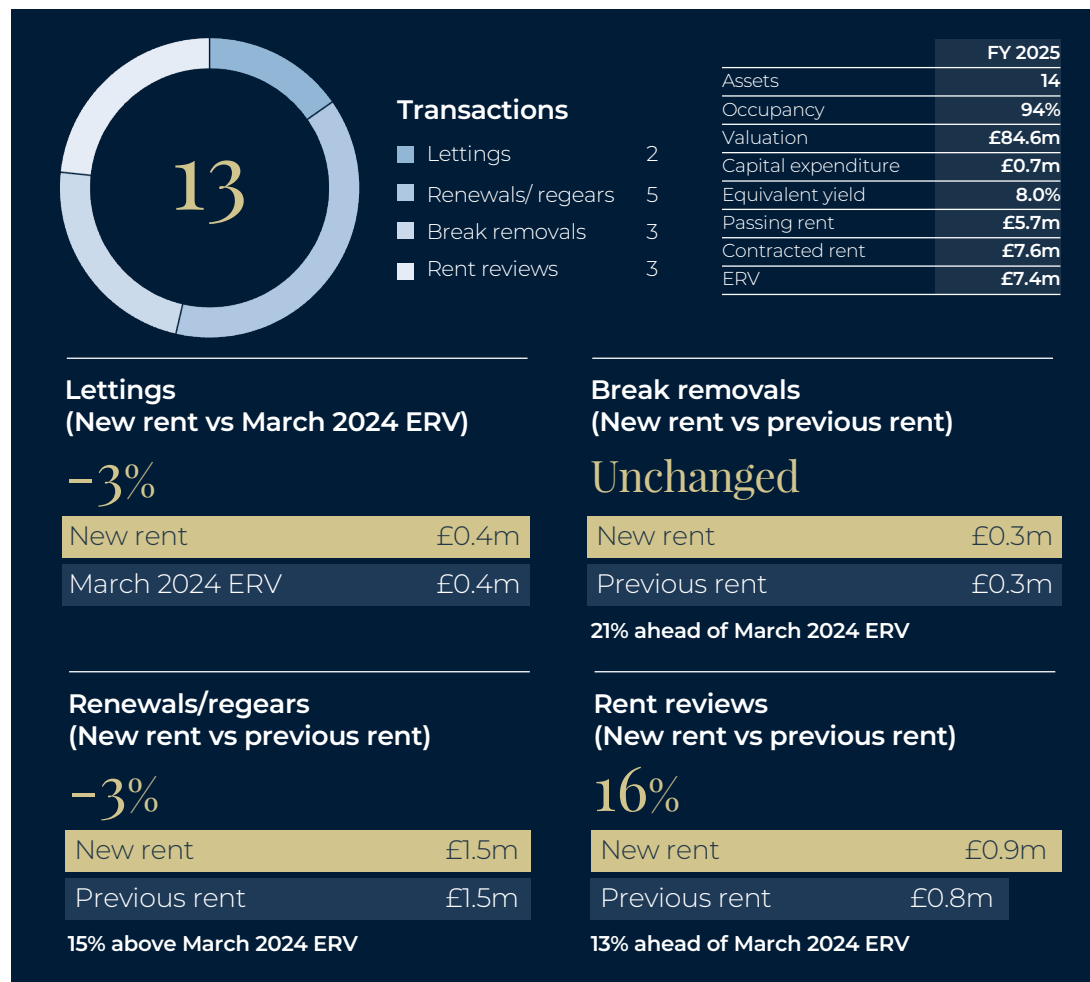 13
Transactions
Lettings 2
Renewals/ regears 5
Break removals 3
Rent reviews 3
FY 2025
Assets 14
Occupancy 94%
Valuation £84.6m
Capital expenditure £0.7m
Equivalent yield 8.0%
Passing rent £5.7m
Contracted rent £7.6m
ERV £7.4m
Lettings
(New rent vs March 2024 ERV)
-3%
New rent £0.4m
March 2024 ERV £0.4m
Break removals
(New rent vs previous rent)
Unchanged
New rent £0.3m
Previous rent £0.3m
21% ahead of March 2024 ERV
Renewals/regears
(New rent vs previous rent)
-3%
New rent £1.5m
Previous rent £1.5m
15% above March 2024 ERV
Rent reviews
(New rent vs previous rent)
16%
New rent £0.9m
Previous rent £0.8m
13% ahead of March 2024 ERV